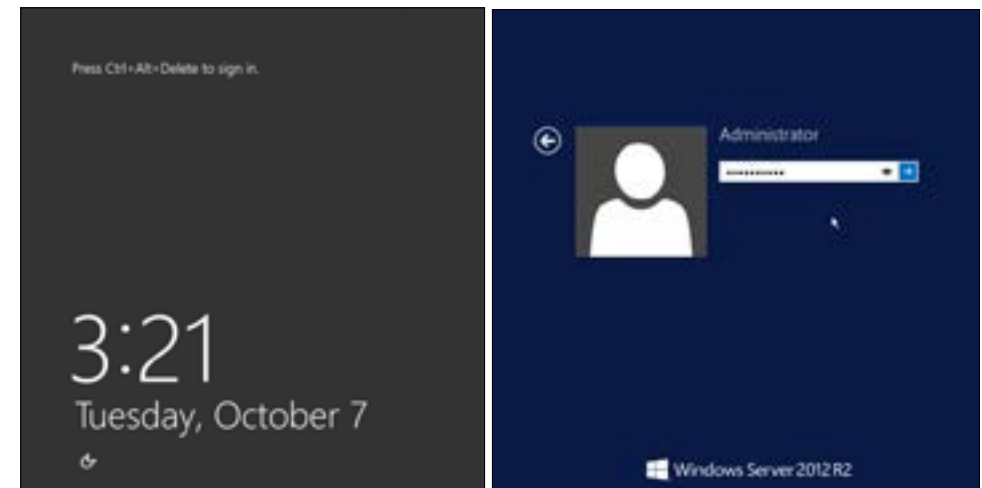 Press Ctrl+Alt+Delete to sign in.
3:21
Tuesday, October 7
Administrator
Windows Server 2012 R2